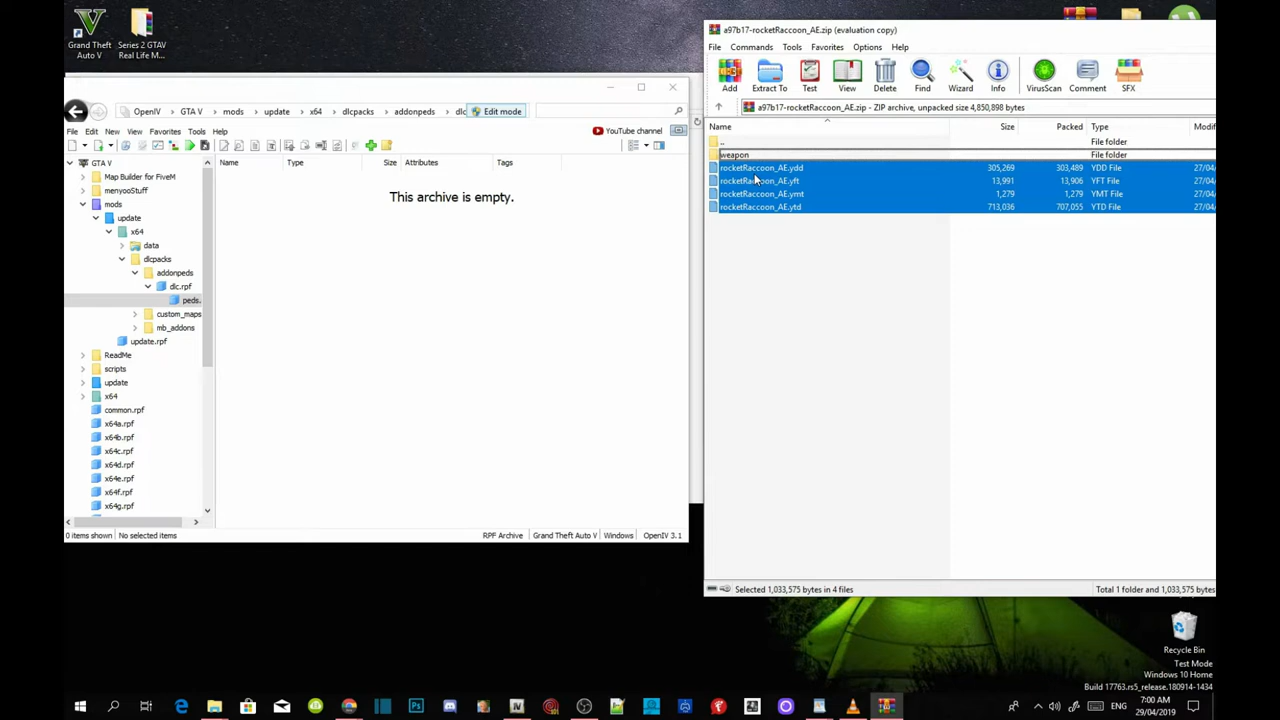 Grand Theft
Auto V
Series 2 GTAV
Real Life M...
OpenIV
GTA V
mods
update
x64
dlcpacks
addonpeds
dlc
Edit mode
File
Edit
New
View
Favorites
Tools
Help
YouTube channel
GTA V
Map Builder for FiveM
menyooStuff
mods
update
x64
data
dlcpacks
addonpeds
dlc.rpf
peds.
custom_maps
mb_addons
update.rpf
ReadMe
scripts
update
x64
common.rpf
x64a.rpf
x64b.rpf
x64c.rpf
x64d.rpf
x64e.rpf
x64f.rpf
x64g.rpf
Name
Type
Size
Attributes
Tags
This archive is empty.
0 items shown
No selected items
RPF Archive
Grand Theft Auto V
Windows
OpenIV 3.1
a97b17-rocketRaccoon_AE.zip (evaluation copy)
File
Commands
Tools
Favorites
Options
Help
Add
Extract To
Test
View
Delete
Find
Wizard
Info
VirusScan
Comment
SFX
a97b17-rocketRaccoon_AE.zip - ZIP archive, unpacked size 4,850,898 bytes
Name Size Packed Type Modif
.. File folder
weapon File folder
rocketRaccoon_AE.ydd 305,269 303,489 YDD File 27/04/
rocketRaccoon_AE.yft 13,991 13,906 YFT File 27/04/
rocketRaccoon_AE.ymt 1,279 1,279 YMT File 27/04/
rocketRaccoon_AE.ytd 713,036 707,055 YTD File 27/04/
Selected 1,033,575 bytes in 4 files
Total 1 folder and 1,033,575 bytes
Recycle Bin
Test Mode
Windows 10 Home
Build 17763.rs5_release.180914-1434
7:00 AM
29/04/2019